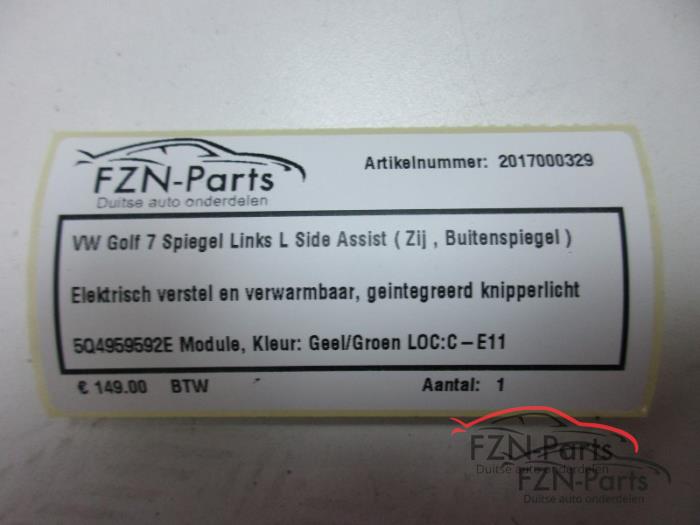 FZN-Parts
Duitse auto onderdelen
Artikelnummer: 2017000329
VW Golf 7 Spiegel Links L Side Assist ( Zij , Buitenspiegel )
Elektrisch verstel en verwarmbaar, geintegreerd knipperlicht
5Q4959592E Module, Kleur: Geel/Groen LOC:C-E11
€ 149.00 BTW Aantal: 1
FZN-Parts
Duitse auto onderdelen
FZN-Parts
Duitse auto onderdelen